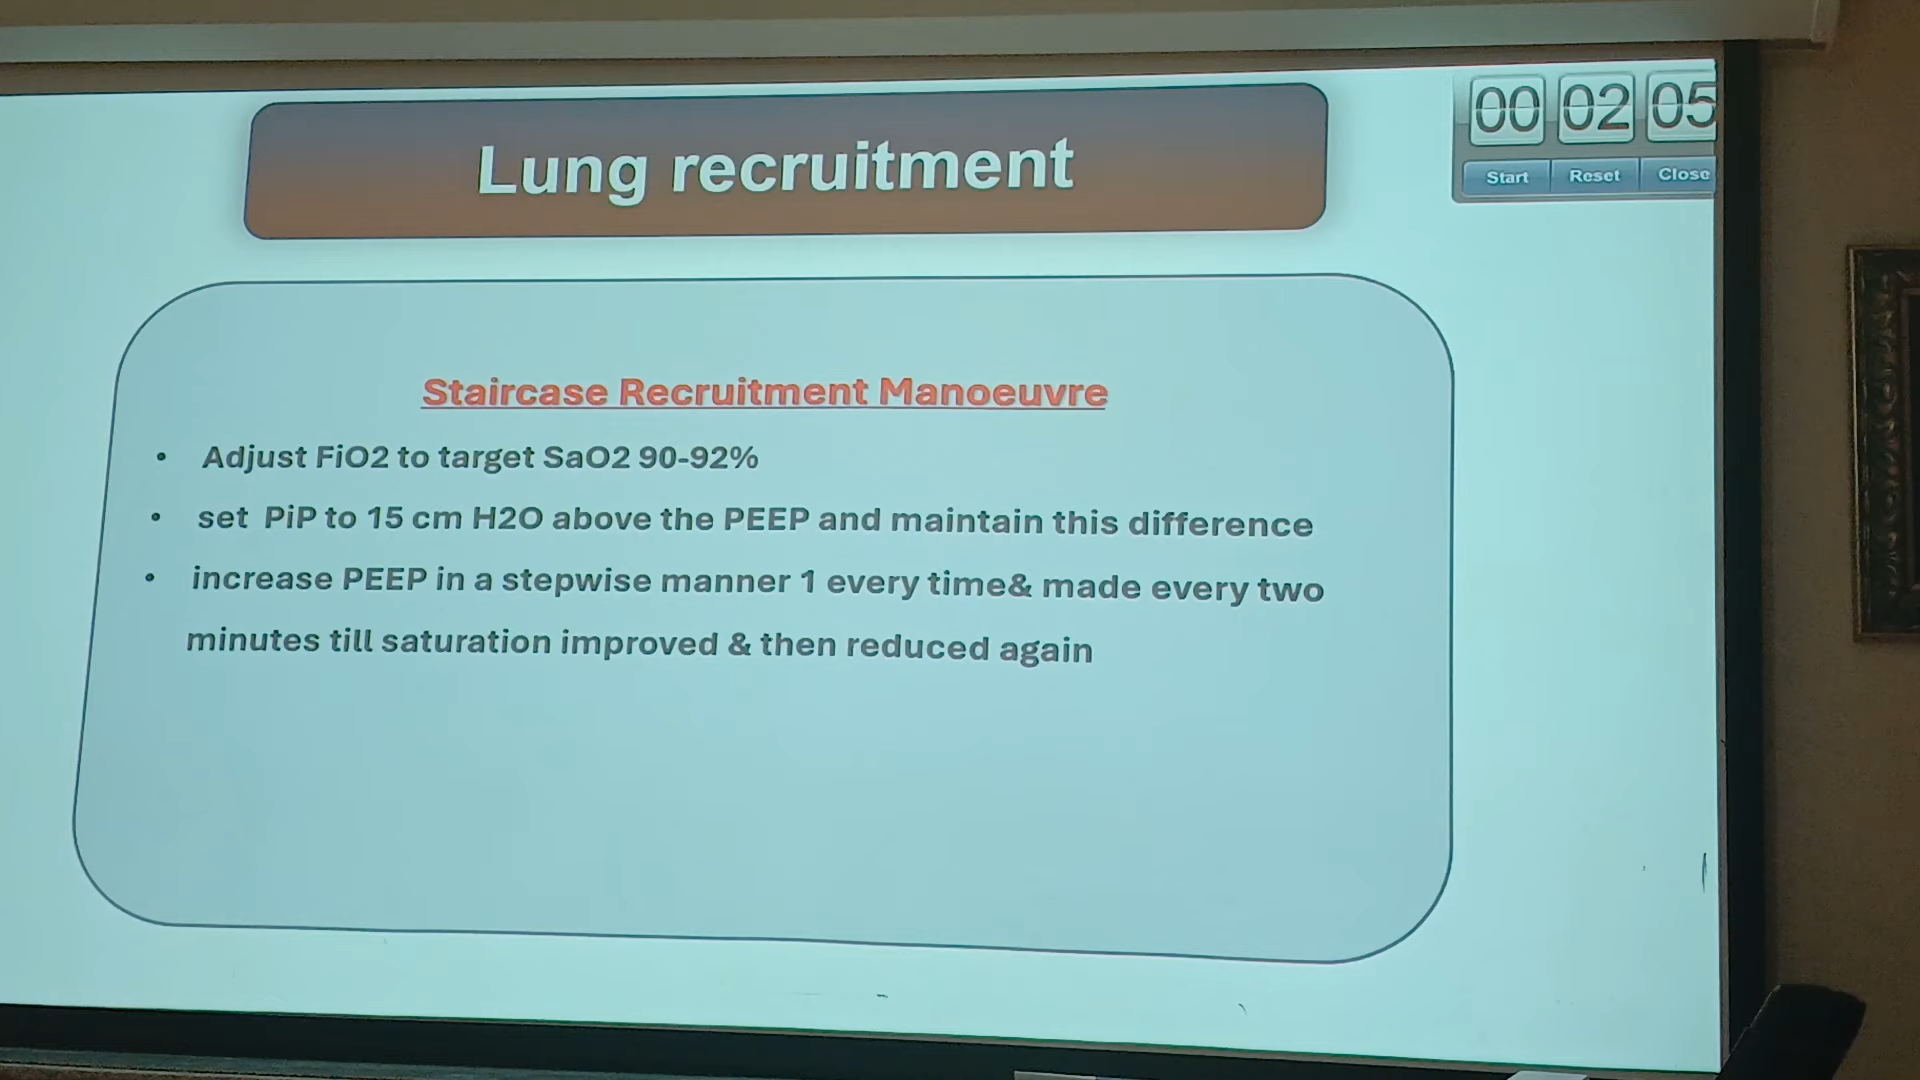 Lung recruitment
00 02 05
Start Reset Close
Staircase Recruitment Manoeuvre
• Adjust FiO2 to target SaO2 90-92%
• set PiP to 15 cm H2O above the PEEP and maintain this difference
• increase PEEP in a stepwise manner 1 every time& made every two
minutes till saturation improved & then reduced again